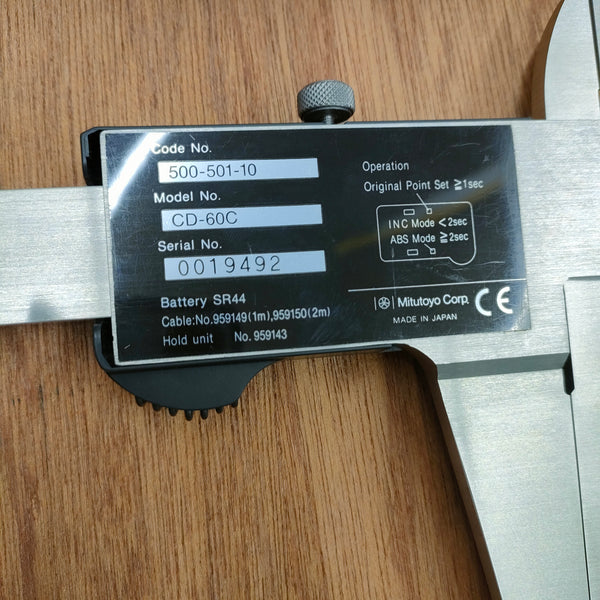 Code No.
500-501-10
Model No.
CD-60C
Serial No.
0019492
Battery SR44
Cable:No.959149(1m),959150(2m)
Hold unit No. 959143
Operation
Original Point Set ≧1sec
INC Mode < 2sec
ABS Mode ≧ 2sec
Mitutoyo Corp.
MADE IN JAPAN
CE